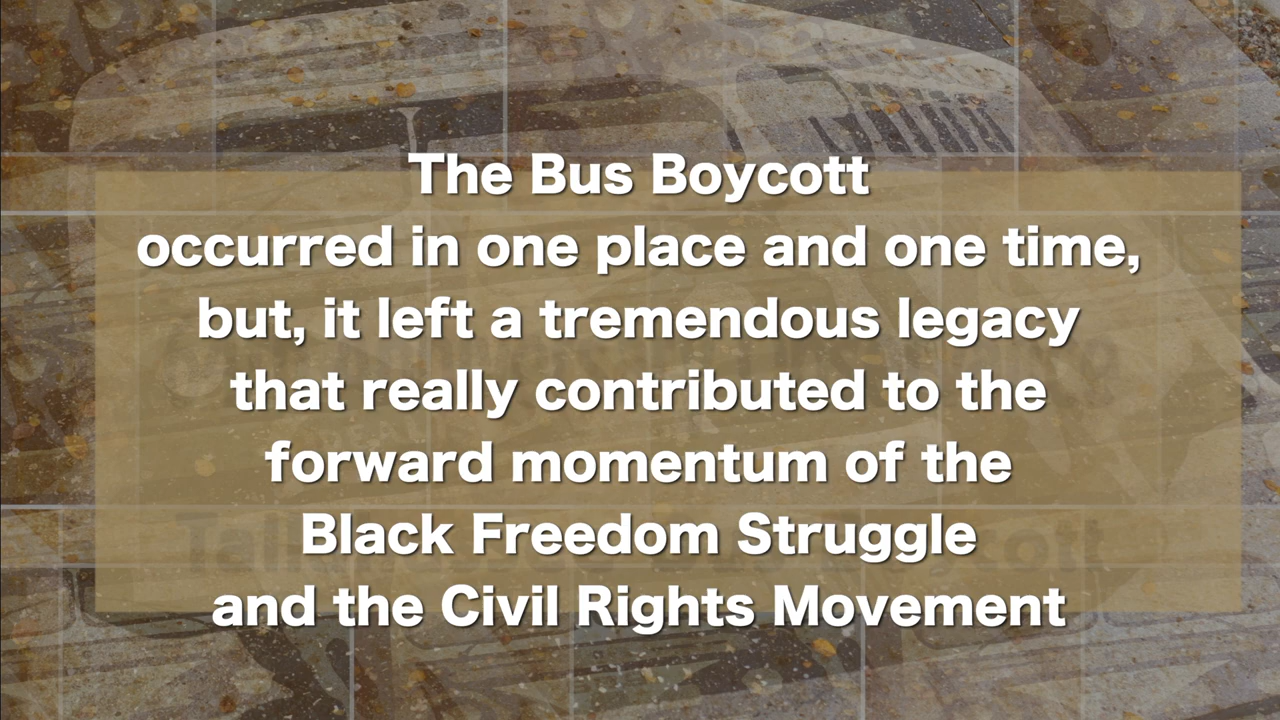 The Bus Boycott
occurred in one place and one time,
but, it left a tremendous legacy
that really contributed to the
forward momentum of the
Black Freedom Struggle
and the Civil Rights Movement